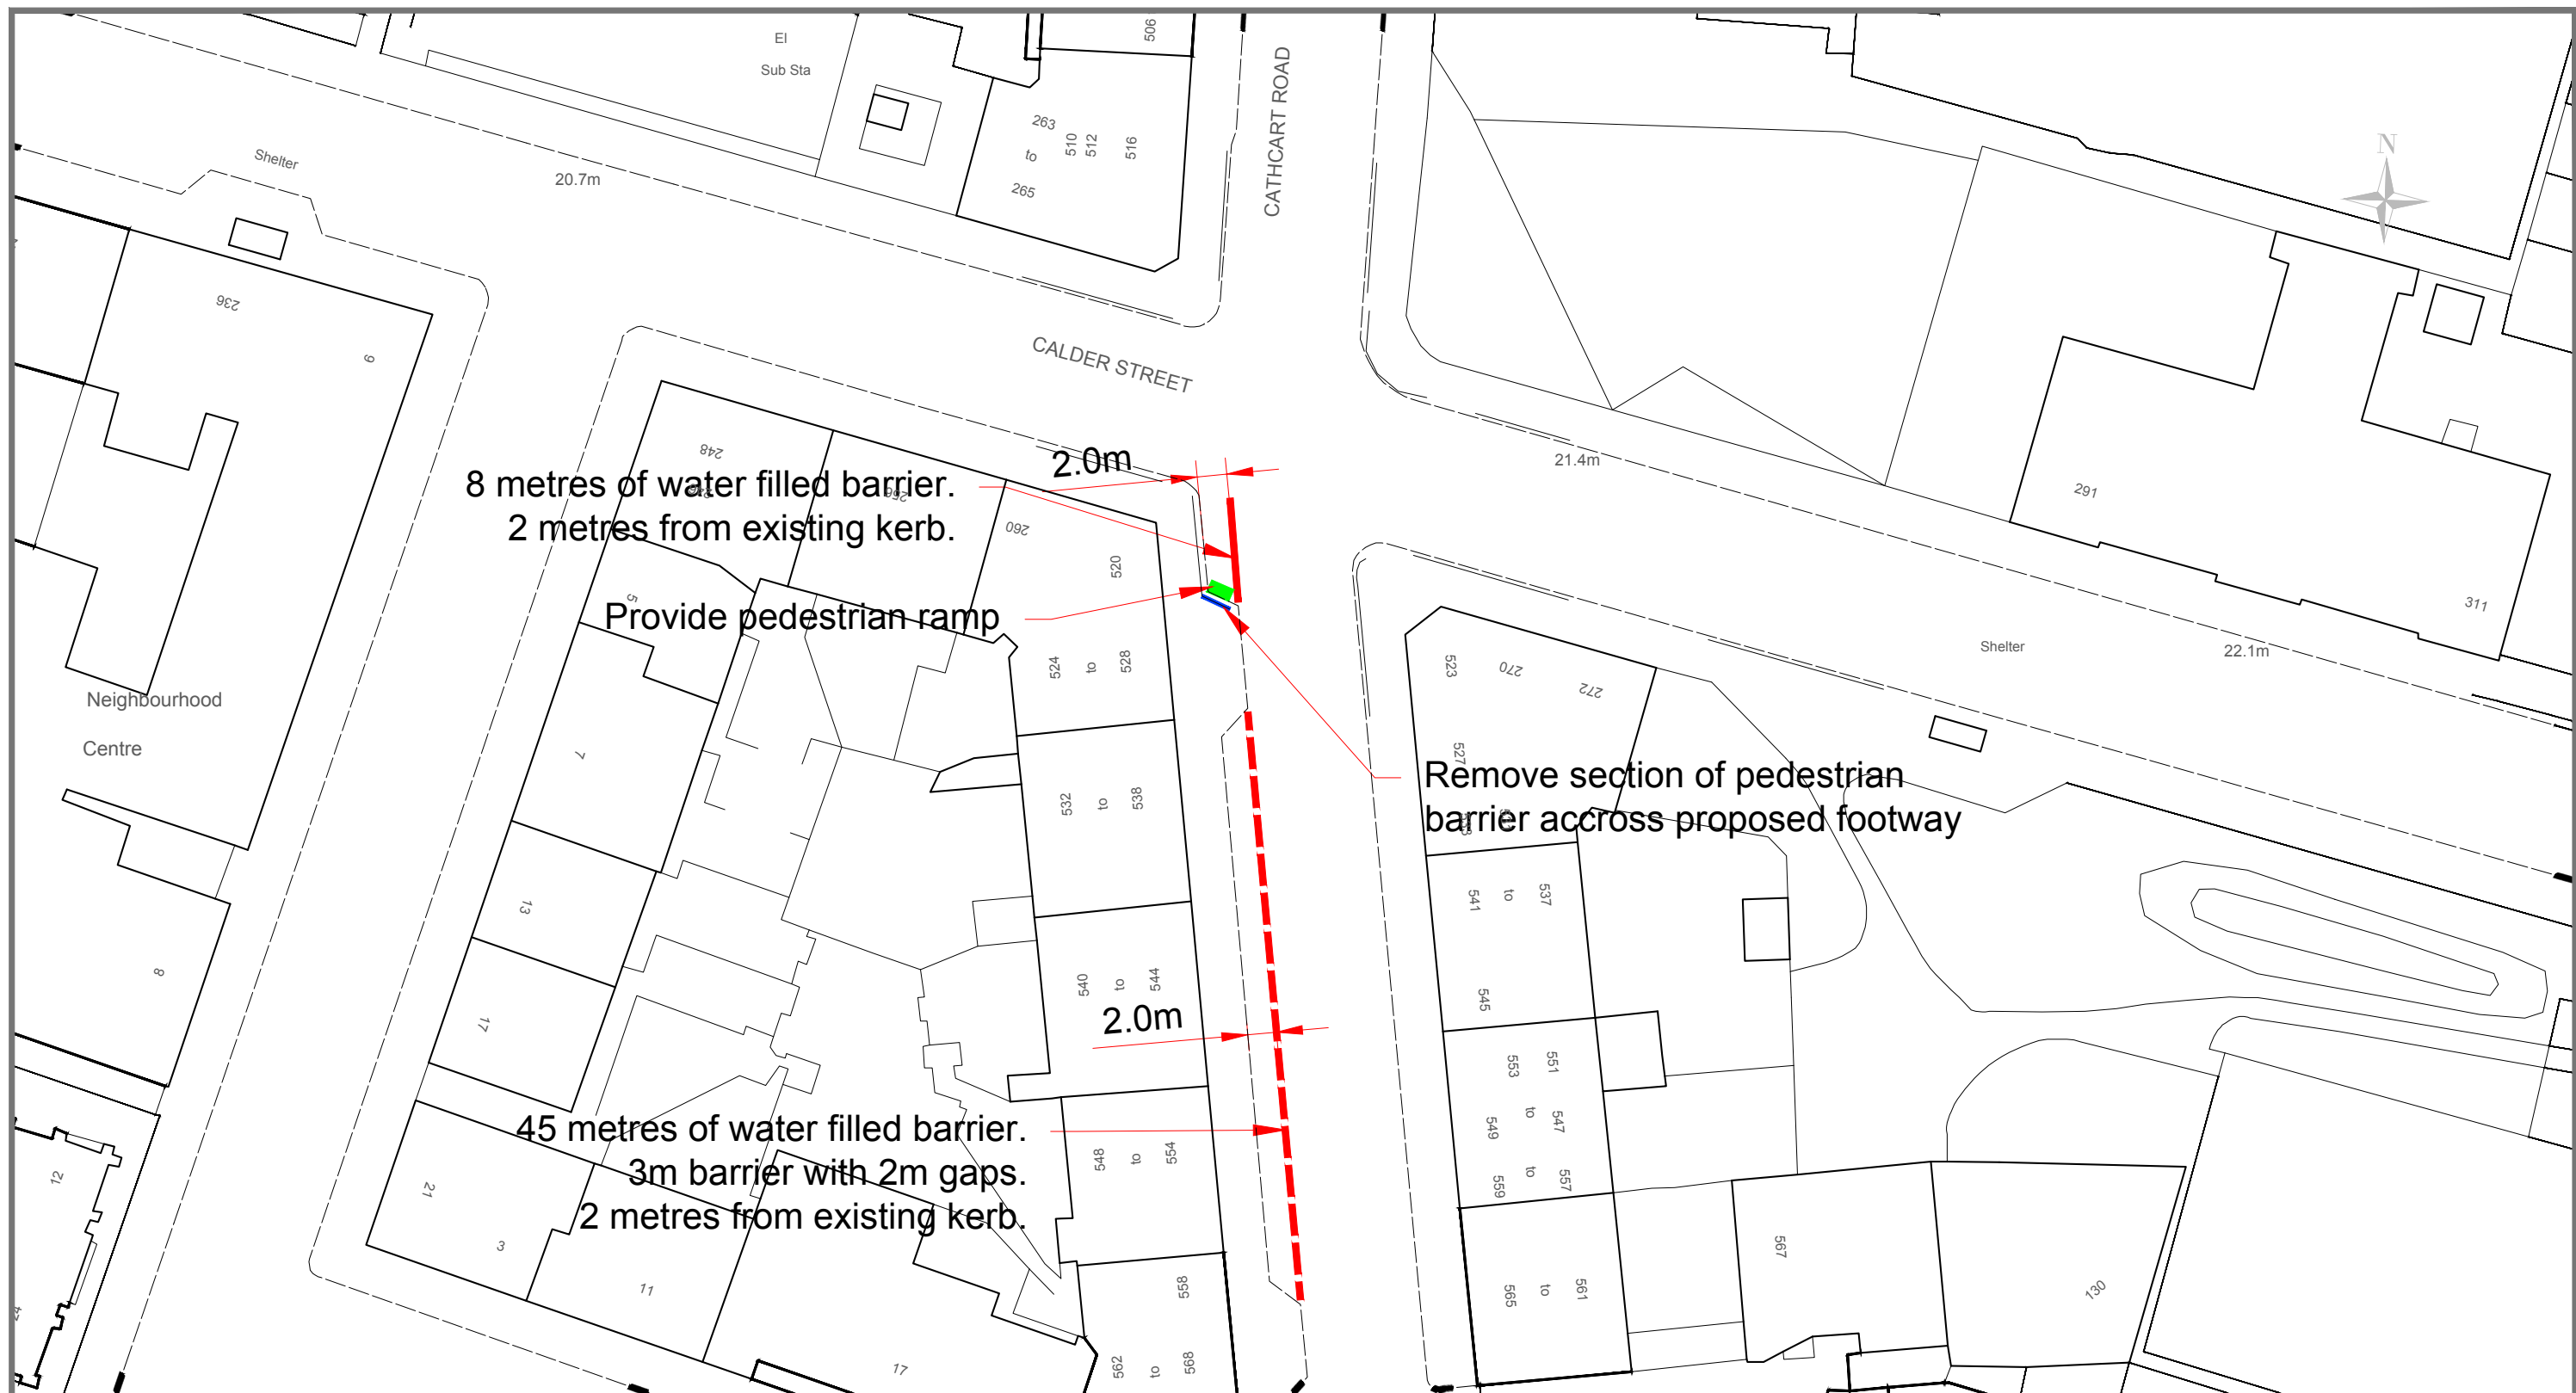 El
Sub Sta
506
CATHCART ROAD
263
to
265
510
512
516
N
Shelter
20.7m
236
9
CALDER STREET
248
2.0m
8 metres of water filled barrier.
2 metres from existing kerb.
256
260
520
21.4m
291
311
5
Provide pedestrian ramp
524
to
528
523
270
272
Shelter
22.1m
Neighbourhood
Centre
7
532
to
538
527
Remove section of pedestrian
barrier accross proposed footway
13
541
to
537
8
17
540
to
544
545
2.0m
553
551
45 metres of water filled barrier.
3m barrier with 2m gaps.
2 metres from existing kerb.
548
to
554
549
to
547
559
to
557
12
21
3
11
17
558
562
to
568
565
to
561
567
130